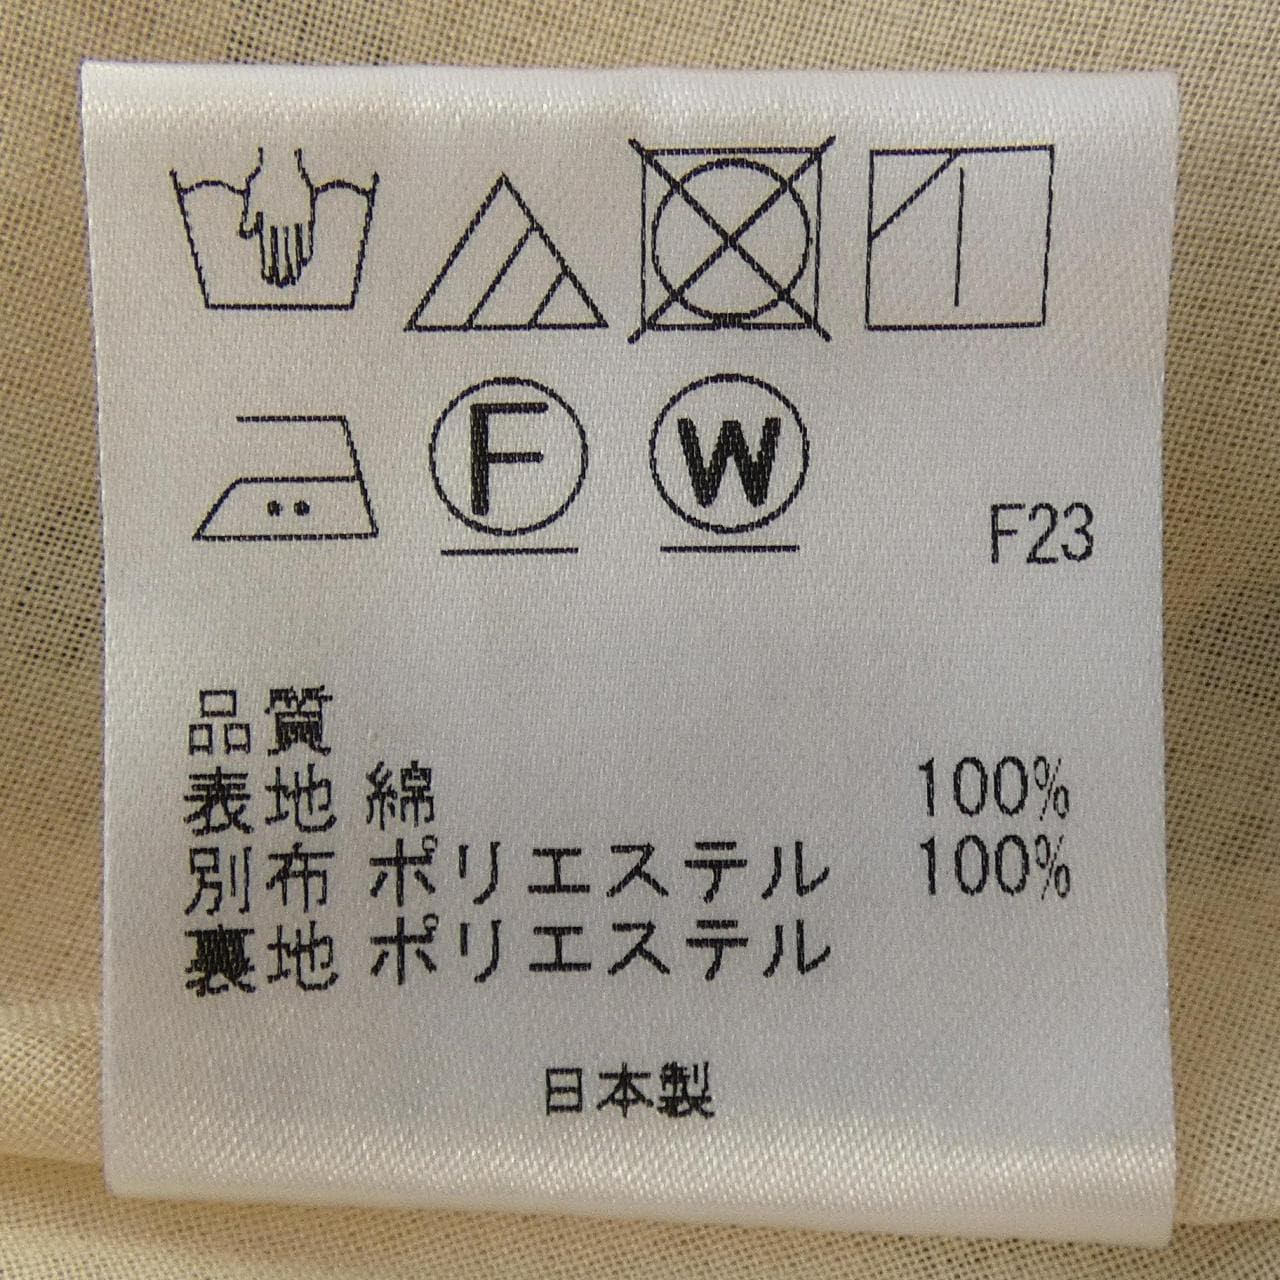 F W
F23
品質
表地 綿 100%
別布 ポリエステル 100%
裏地 ポリエステル
日本製